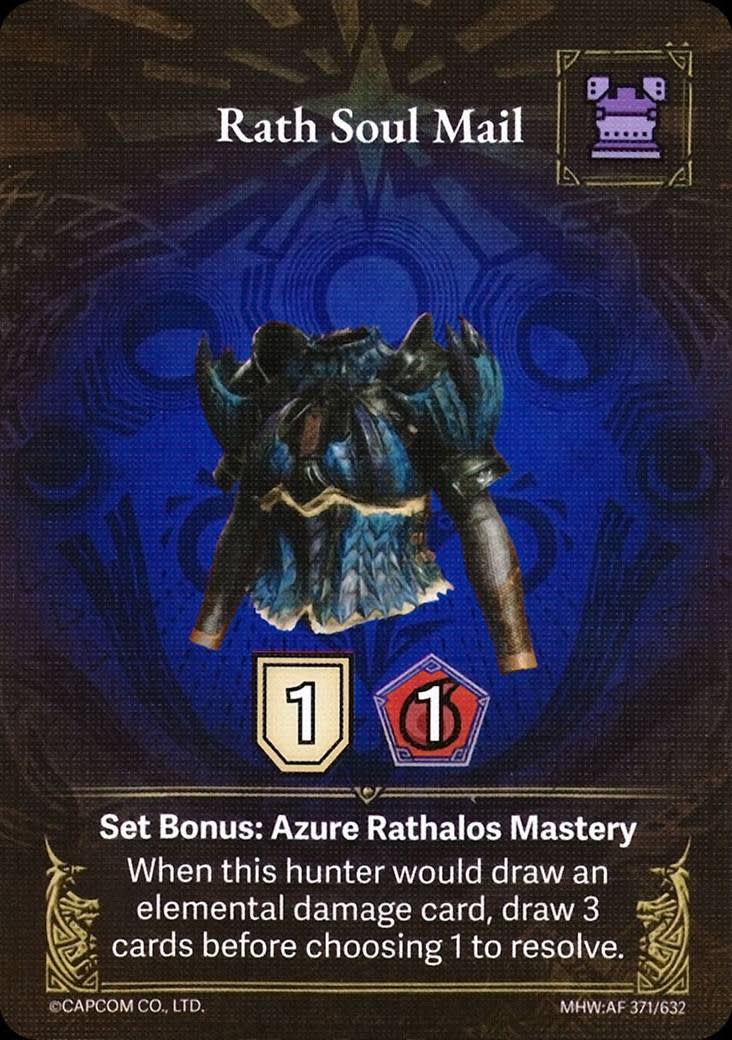 Rath Soul Mail
1 1
Set Bonus: Azure Rathalos Mastery
When this hunter would draw an
elemental damage card, draw 3
cards before choosing 1 to resolve.
©CAPCOM CO., LTD. MHW:AF 371/632